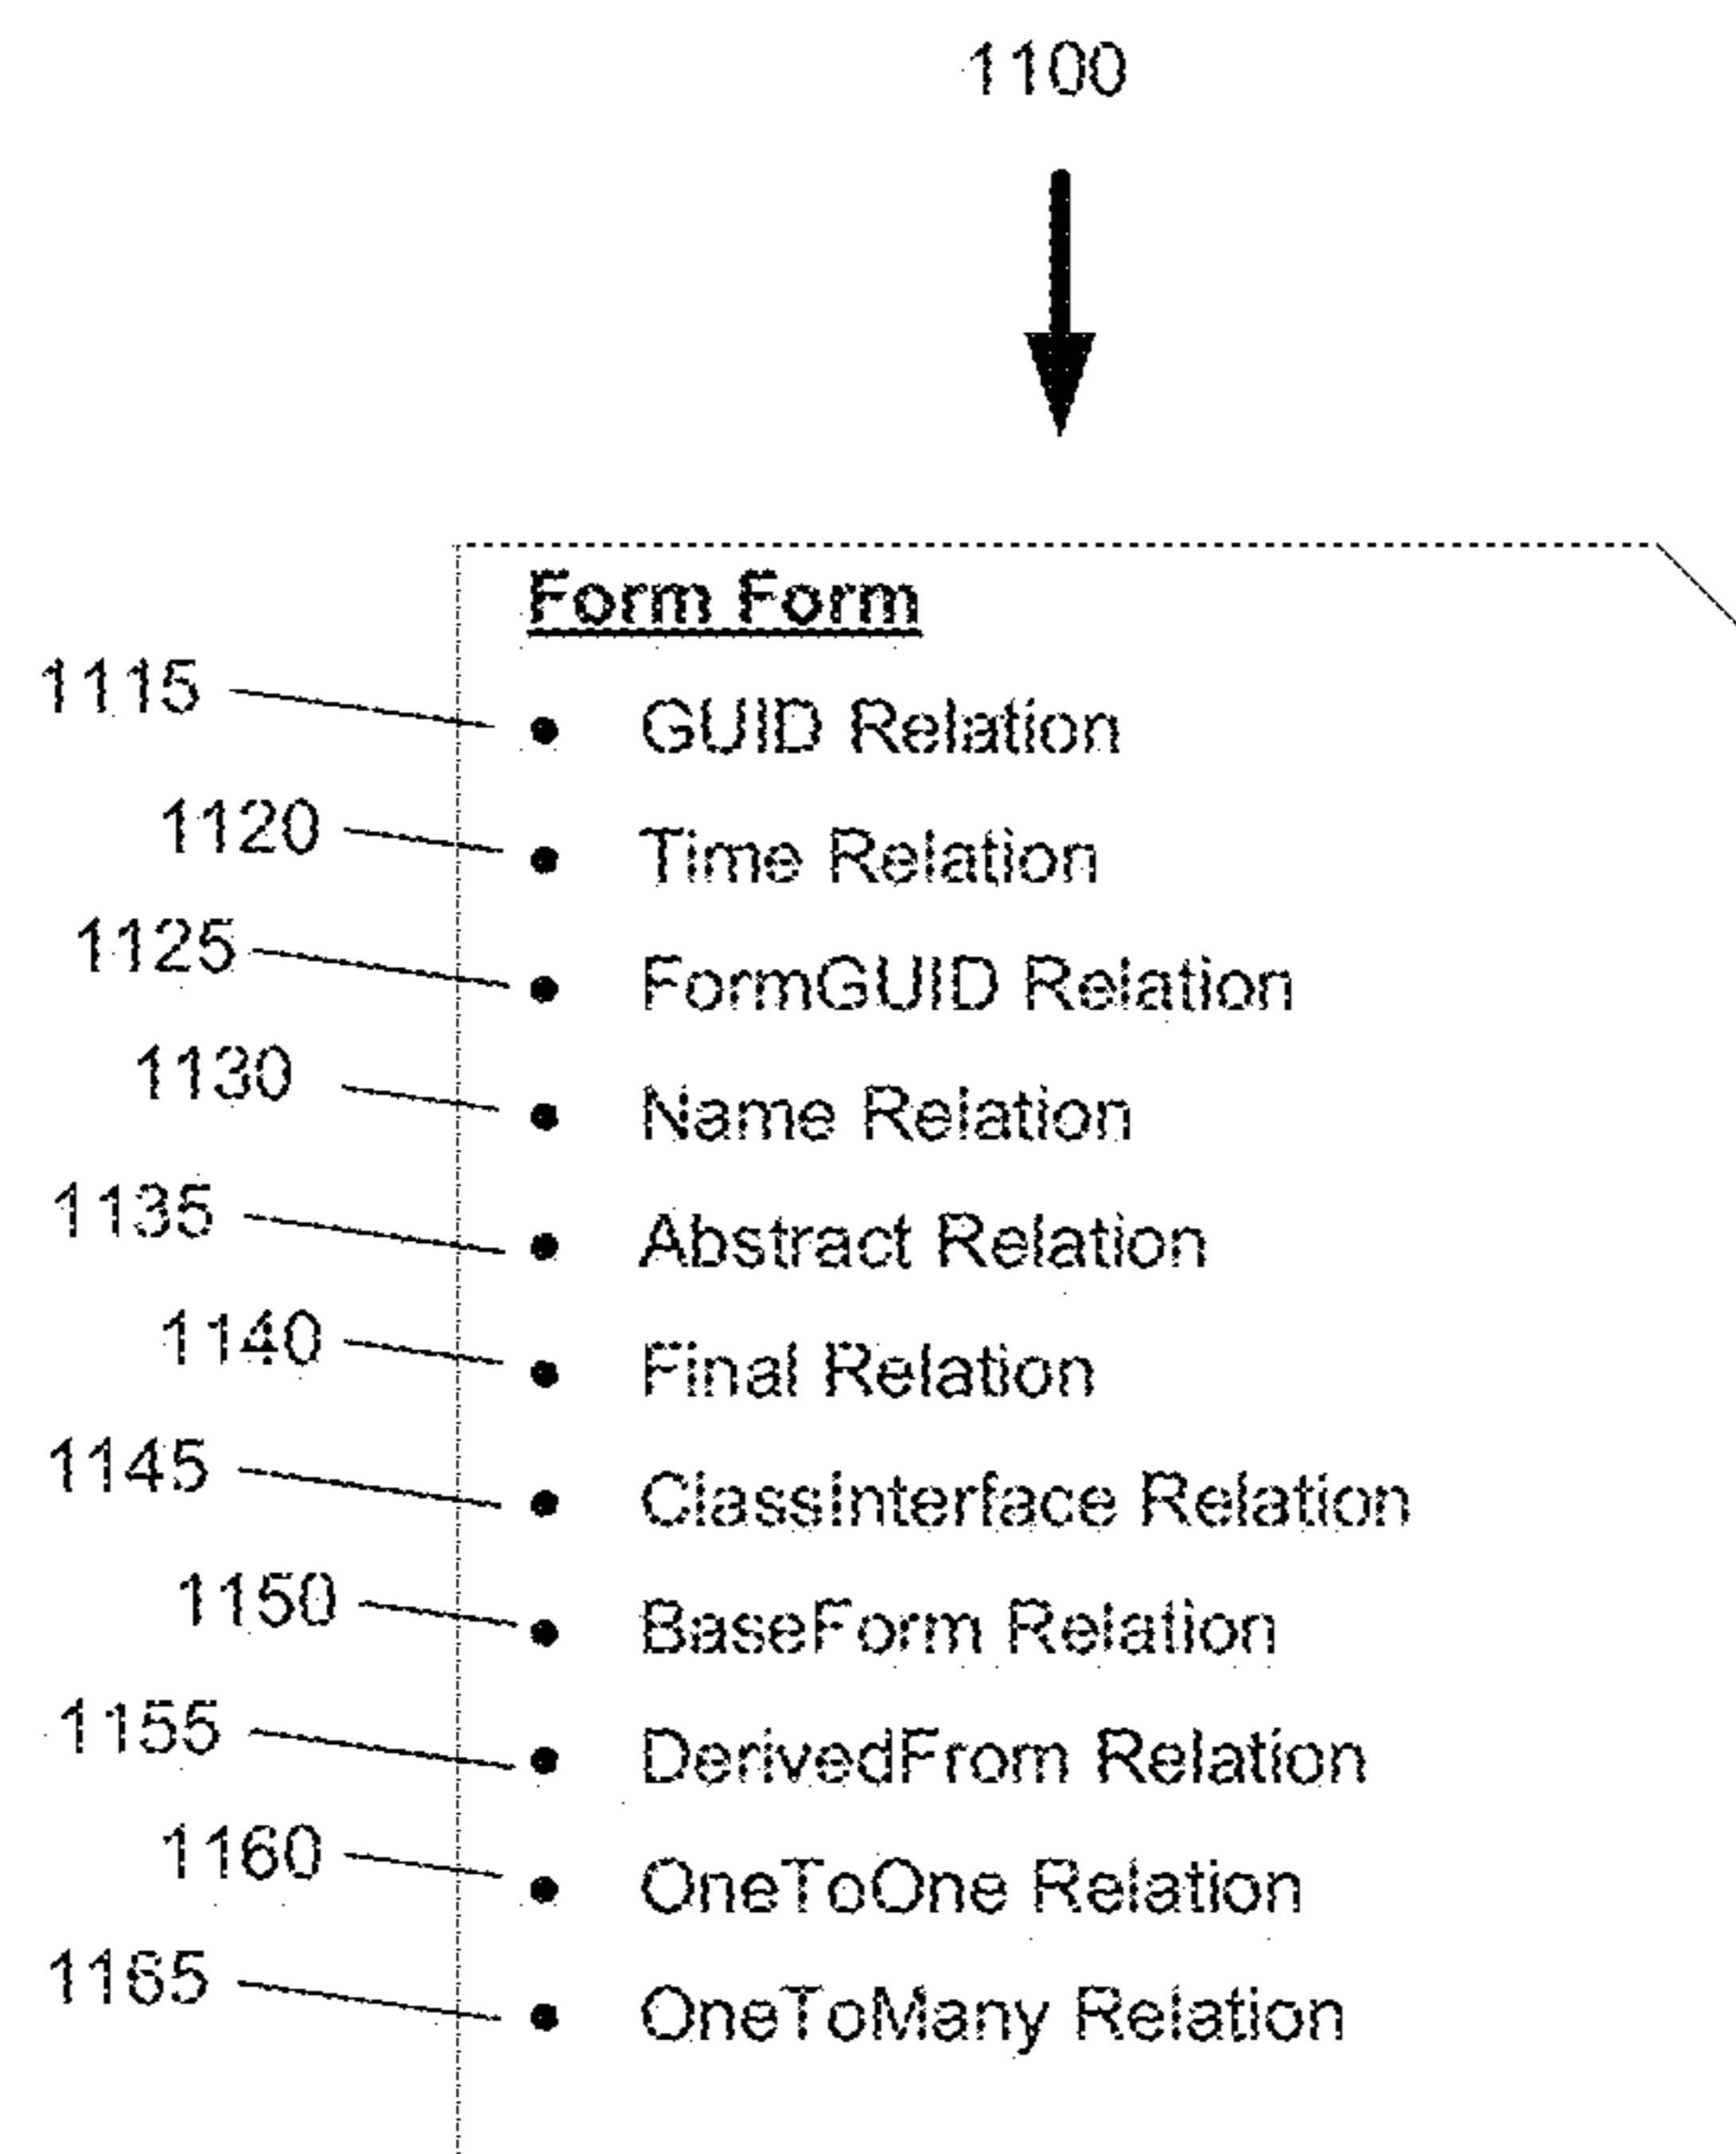 1100
Form Form
1115 • GUID Relation
1120 • Time Relation
1125 • FormGUID Relation
1130 • Name Relation
1135 • Abstract Relation
1140 • Final Relation
1145 • ClassInterface Relation
1150 • BaseForm Relation
1155 • DerivedFrom Relation
1160 • OneToOne Relation
1165 • OneToMany Relation